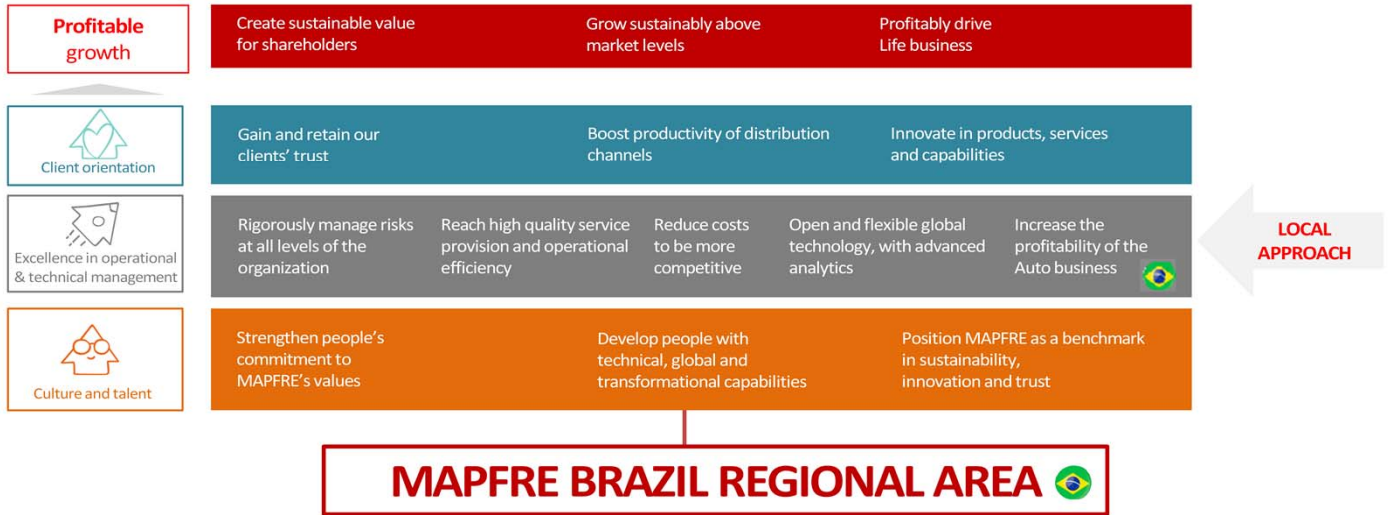 Profitable
growth
Create sustainable value
for shareholders
Grow sustainably above
market levels
Profitably drive
Life business
Client orientation
Gain and retain our
clients' trust
Boost productivity of distribution
channels
Innovate in products, services
and capabilities
Excellence in operational
& technical management
Rigorously manage risks
at all levels of the
organization
Reach high quality service
provision and operational
efficiency
Reduce costs
to be more
competitive
Open and flexible global
technology, with advanced
analytics
Increase the
profitability of the
Auto business
LOCAL
APPROACH
Culture and talent
Strengthen people's
commitment to
MAPFRE's values
Develop people with
technical, global and
transformational capabilities
Position MAPFRE as a benchmark
in sustainability,
innovation and trust
MAPFRE BRAZIL REGIONAL AREA